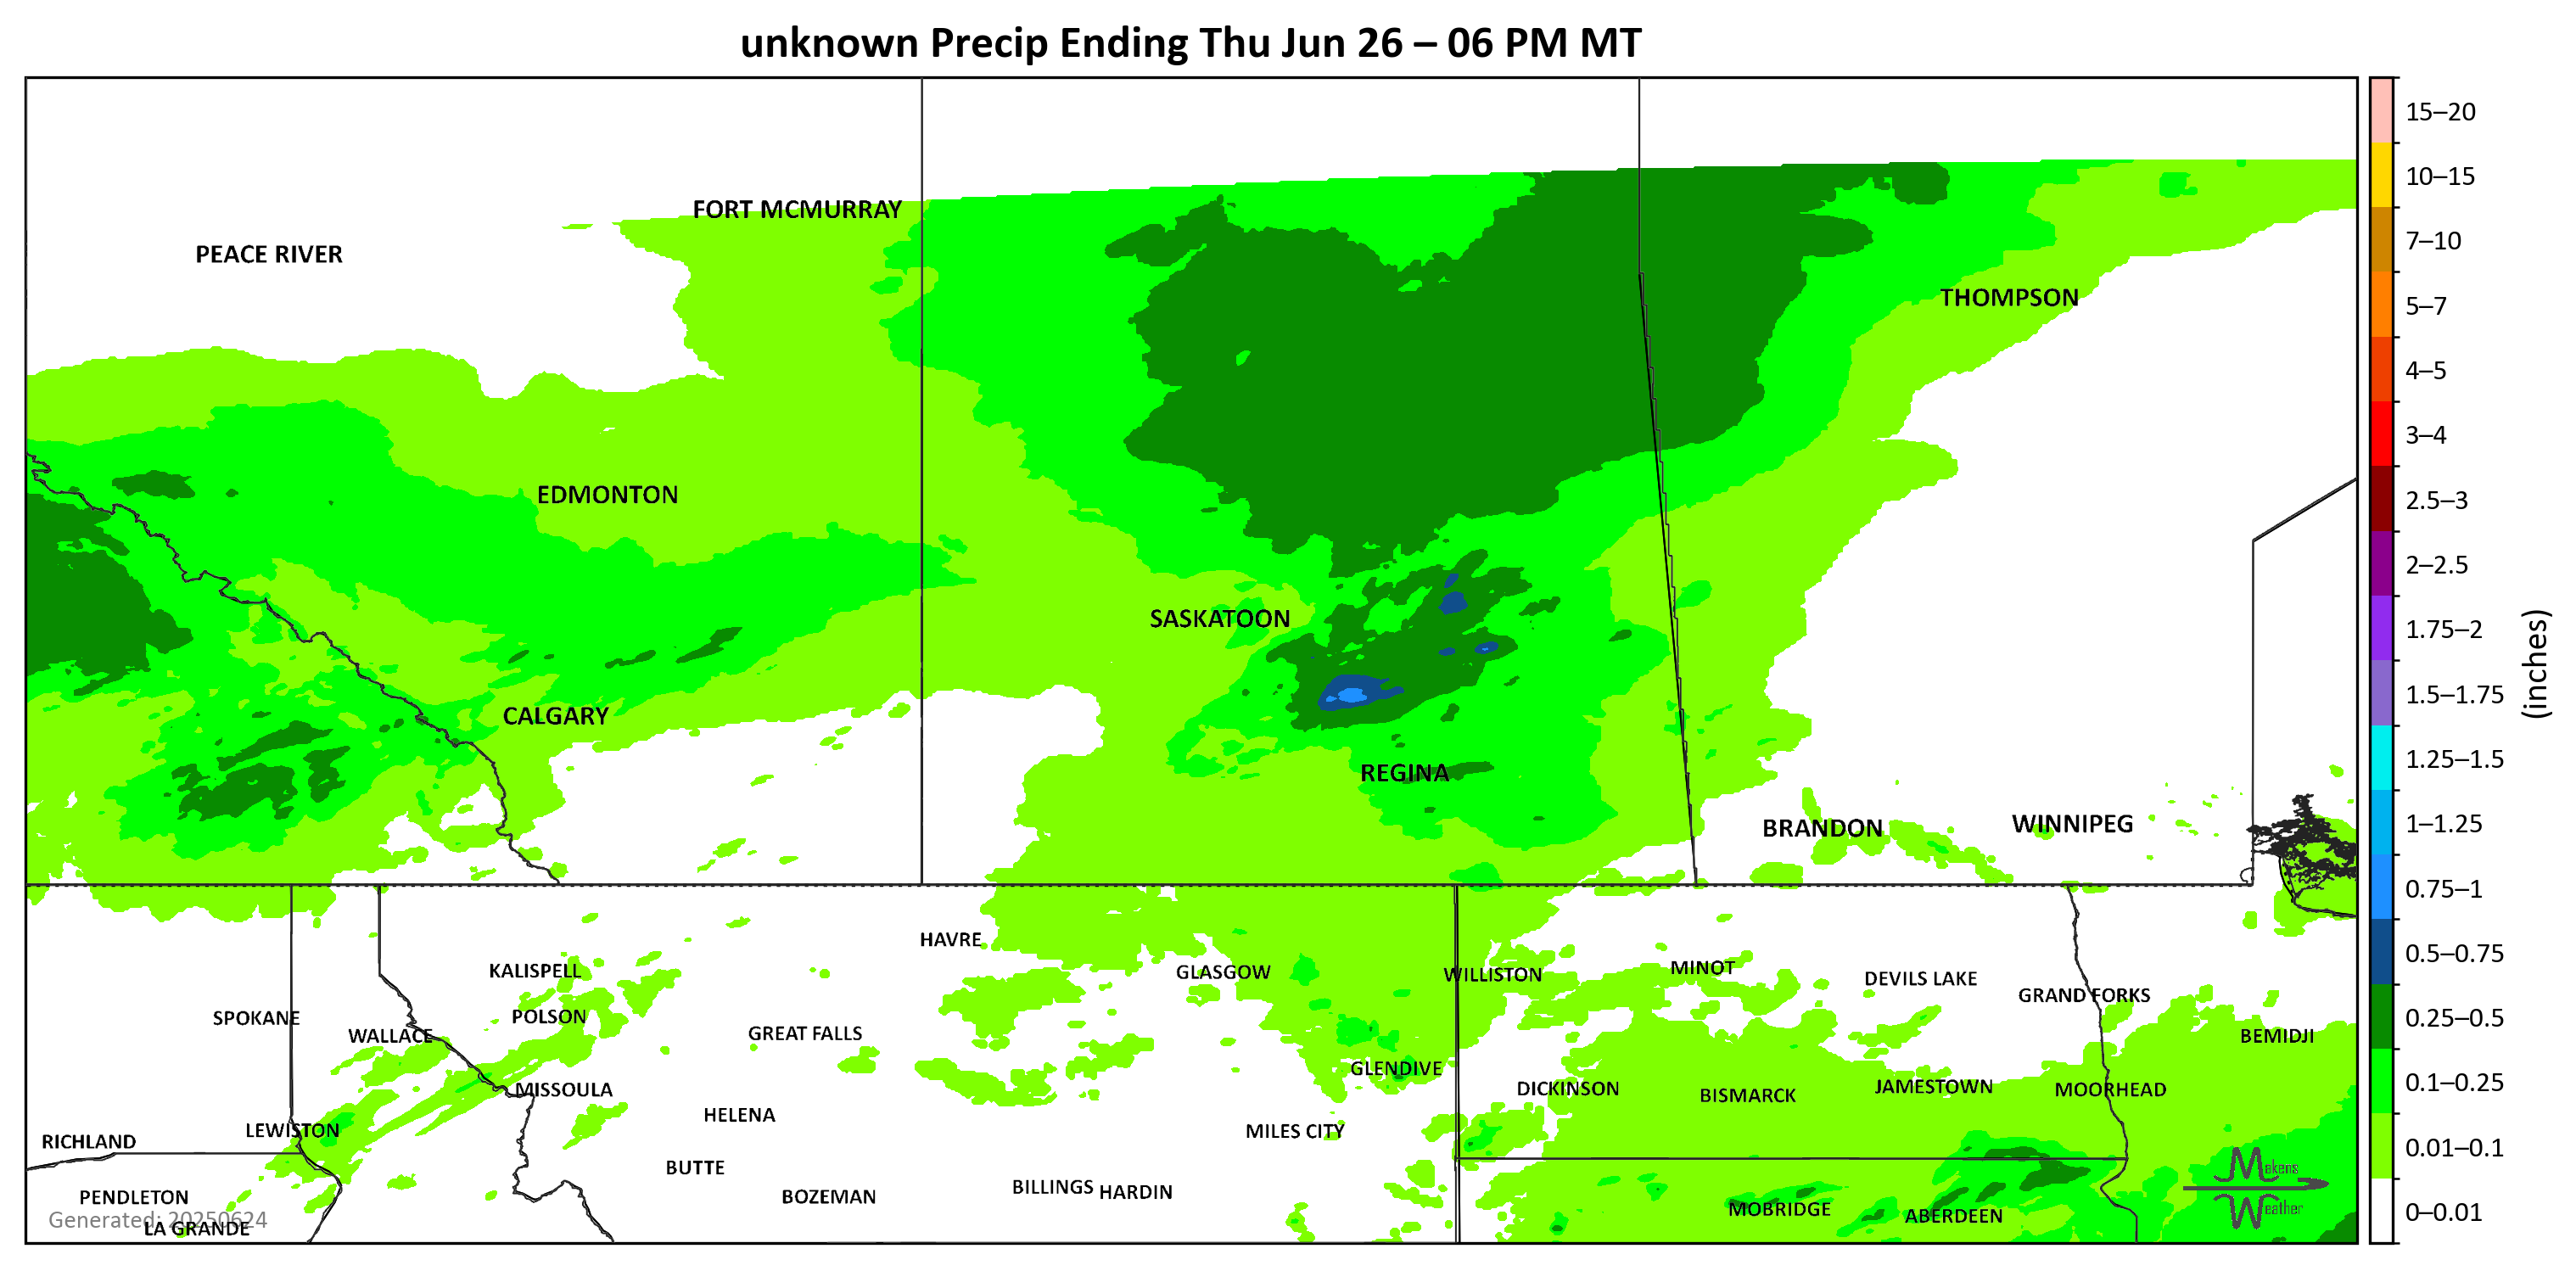 unknown Precip Ending Thu Jun 26 – 06 PM MT
FORT MCMURRAY
PEACE RIVER
THOMPSON
EDMONTON
SASKATOON
CALGARY
REGINA
BRANDON
WINNIPEG
HAVRE
KALISPELL
GLASGOW
WILLISTON
MINOT
DEVILS LAKE
GRAND FORKS
SPOKANE
POLSON
WALLACE
GREAT FALLS
BEMIDJI
GLENDIVE
MISSOULA
DICKINSON
BISMARCK
JAMESTOWN
MOORHEAD
HELENA
LEWISTON
RICHLAND
MILES CITY
BUTTE
PENDLETON
BOZEMAN
BILLINGS
HARDIN
MOBRIDGE
ABERDEEN
Generated: 20250624
LA GRANDE
Mekens
Weather
15–20
10–15
7–10
5–7
4–5
3–4
2.5–3
2–2.5
1.75–2
1.5–1.75
1.25–1.5
1–1.25
0.75–1
0.5–0.75
0.25–0.5
0.1–0.25
0.01–0.1
0–0.01
(inches)